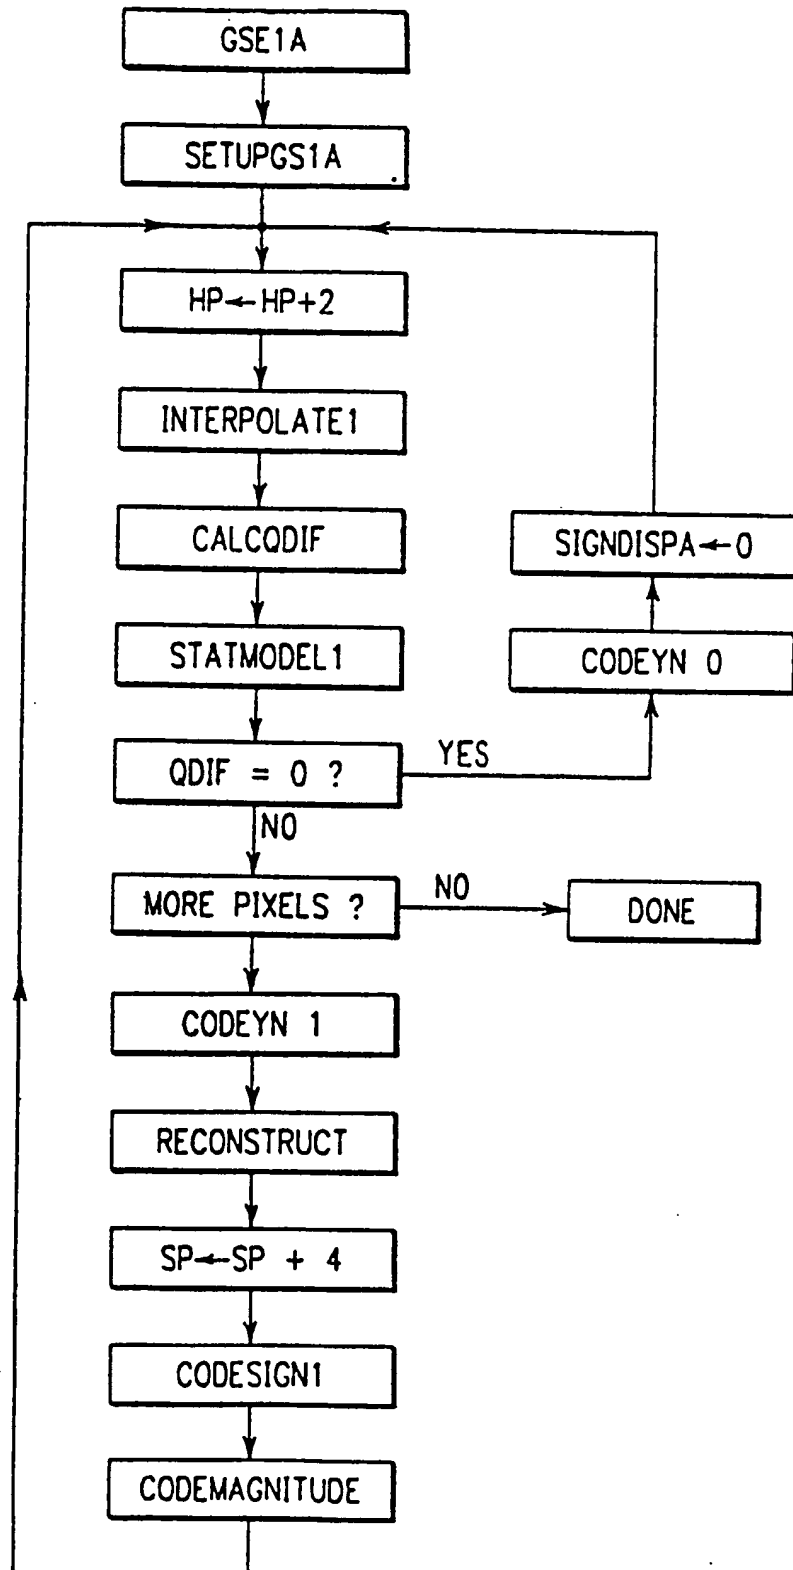 GSE1A
SETUPGS1A
HP←HP+2
INTERPOLATE1
CALCQDIF
SIGNDISPA←0
STATMODEL1
CODEYN 0
QDIF = 0 ?
YES
NO
MORE PIXELS ?
NO
DONE
CODEYN 1
RECONSTRUCT
SP←SP + 4
CODESIGN1
CODEMAGNITUDE